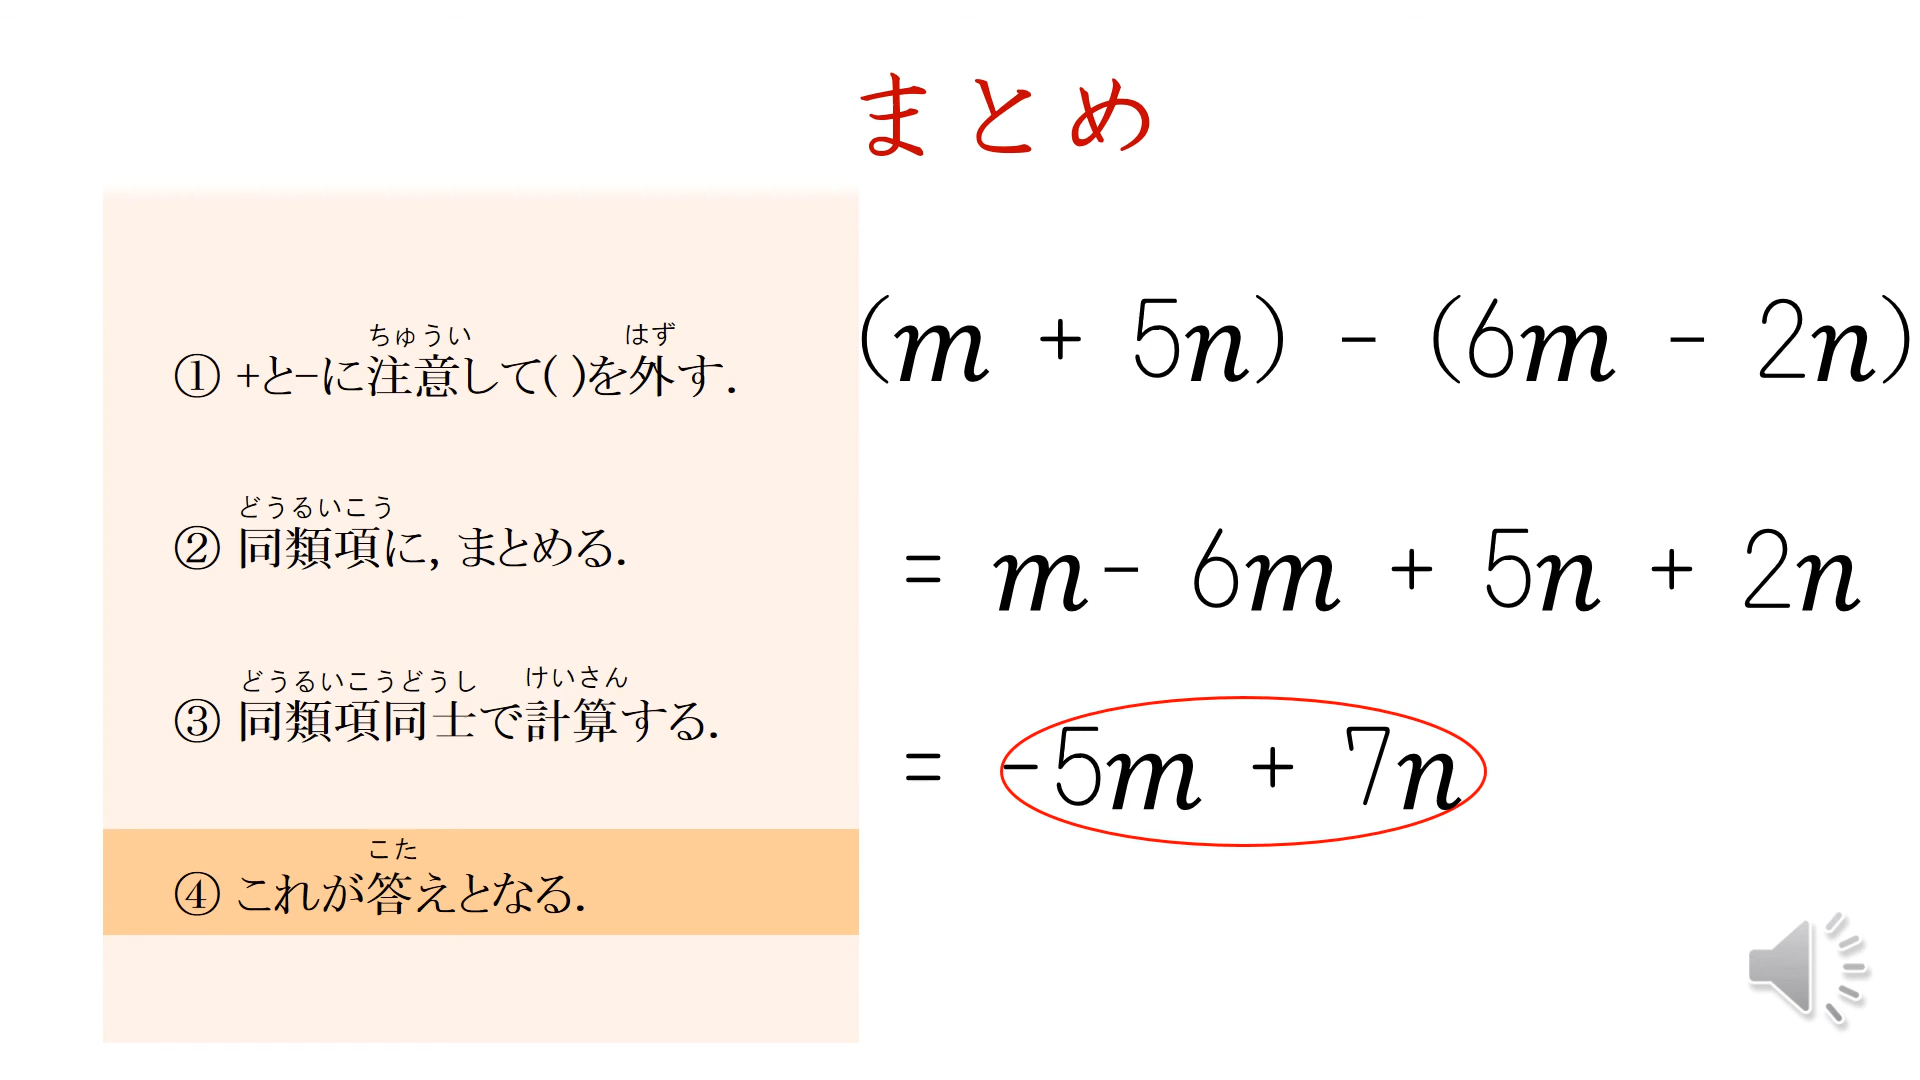 まとめ
ちゅうい はず
① +と−に注意して( )を外す.
どうるいこう
② 同類項に, まとめる.
どうるいこうどうし けいさん
③ 同類項同士で計算する.
こた
④ これが答えとなる.
(m + 5n) − (6m − 2n)
= m − 6m + 5n + 2n
= −5m + 7n